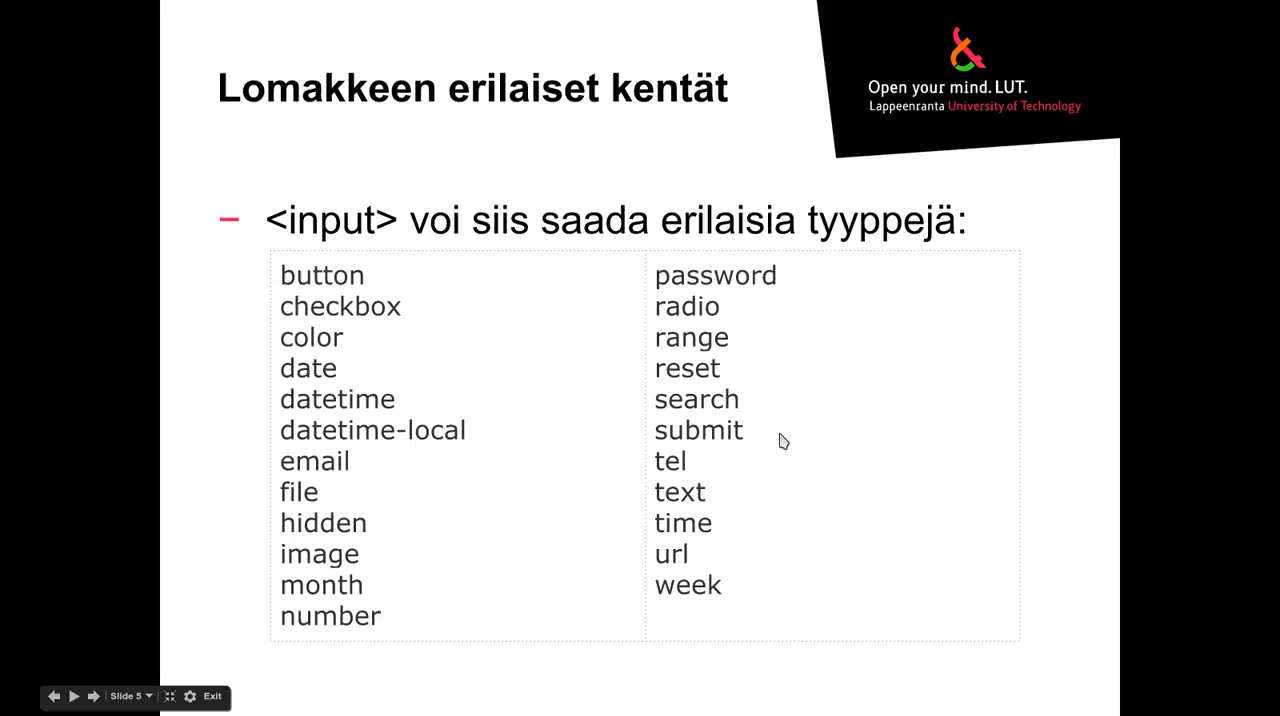 Lomakkeen erilaiset kentät
Open your mind. LUT.
Lappeenranta University of Technology
– <input> voi siis saada erilaisia tyyppejä:
button
checkbox
color
date
datetime
datetime-local
email
file
hidden
image
month
number
password
radio
range
reset
search
submit
tel
text
time
url
week
Slide 5
Exit